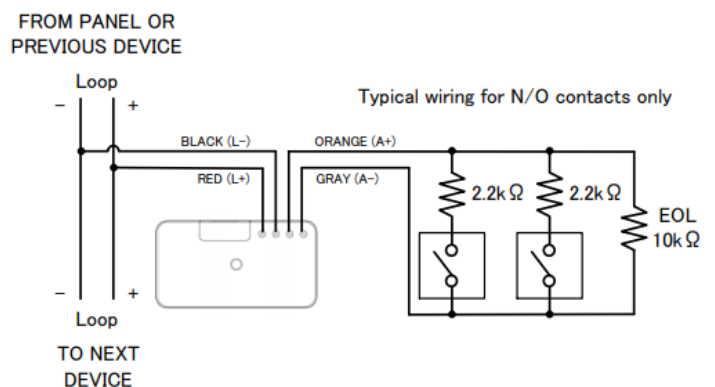 FROM PANEL OR
PREVIOUS DEVICE
Loop
- +
Typical wiring for N/O contacts only
BLACK (L-)
ORANGE (A+)
RED (L+)
GRAY (A-)
2.2kΩ
2.2kΩ
EOL
10kΩ
- +
Loop
TO NEXT
DEVICE